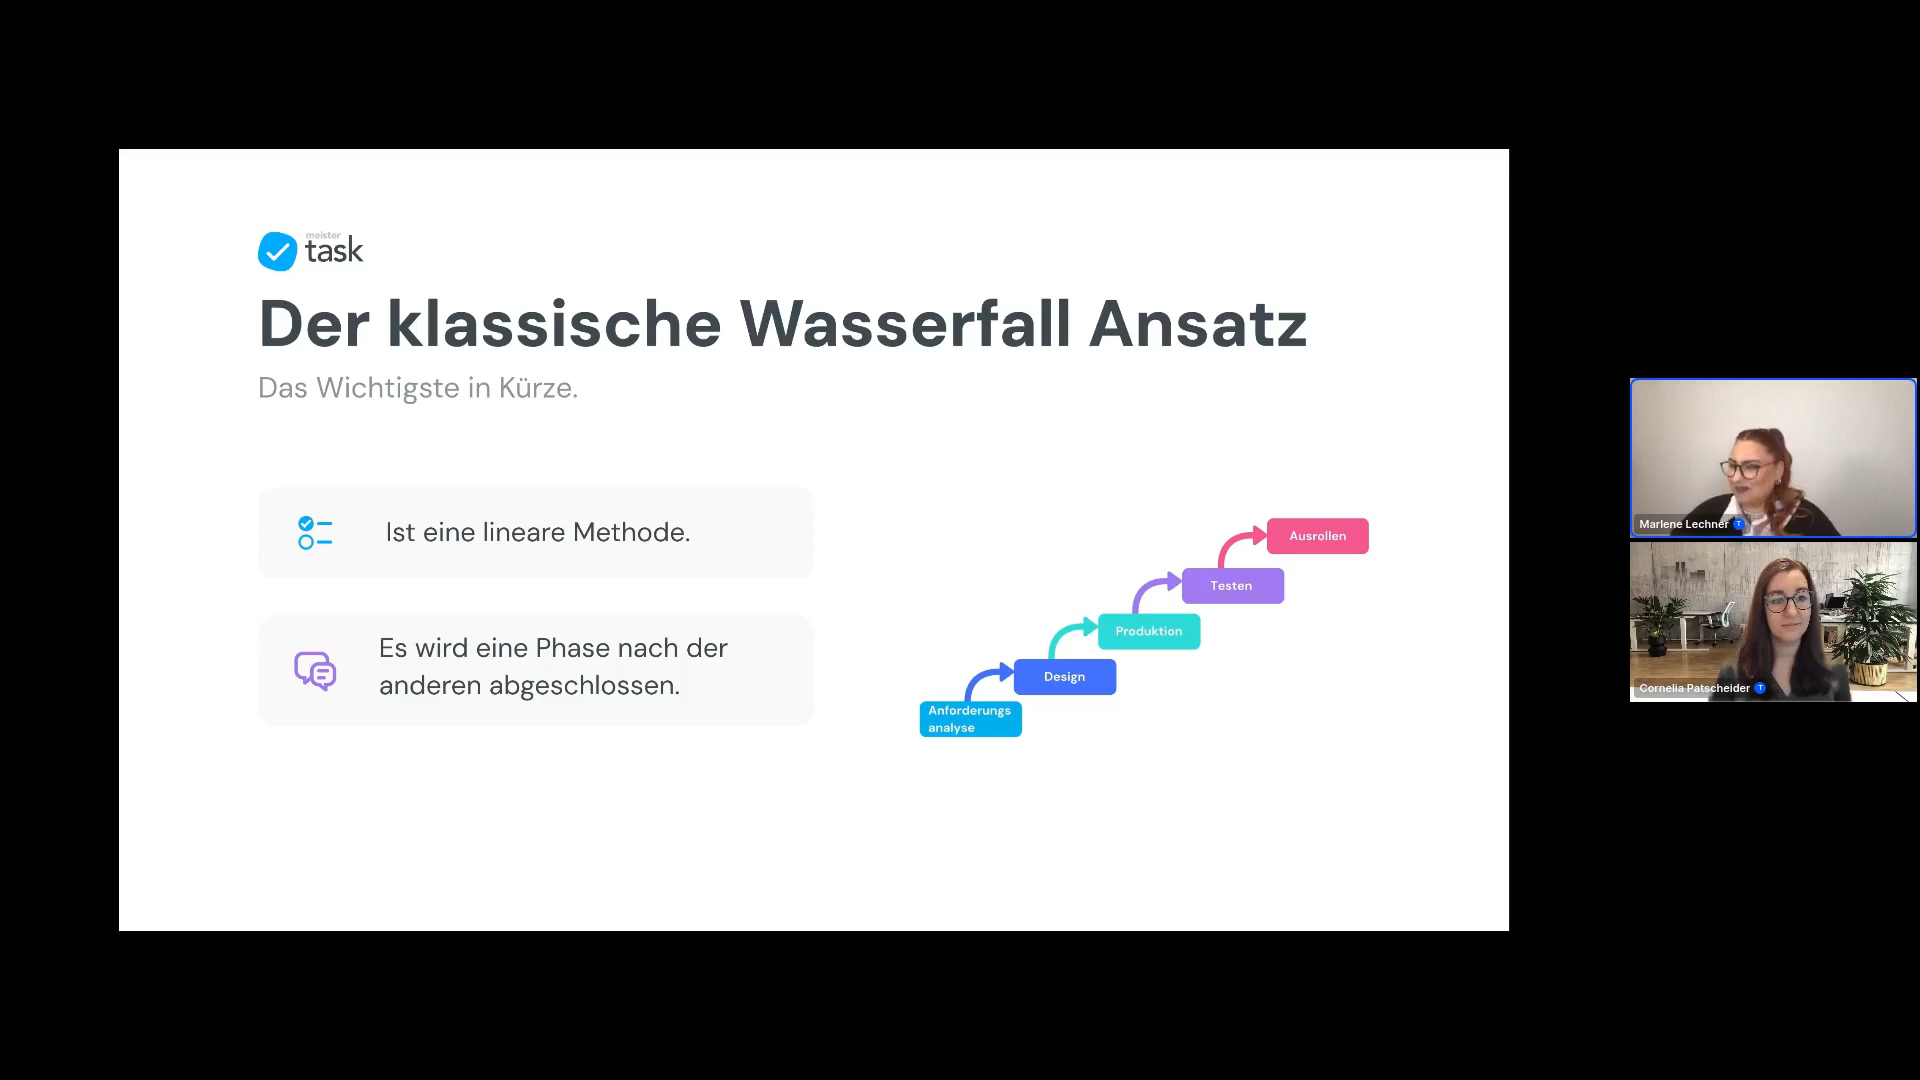 meister
task
Der klassische Wasserfall Ansatz
Das Wichtigste in Kürze.
Ist eine lineare Methode.
Es wird eine Phase nach der
anderen abgeschlossen.
Ausrollen
Testen
Produktion
Design
Anforderungs
analyse
Marlene Lechner T
Cornelia Patscheider T